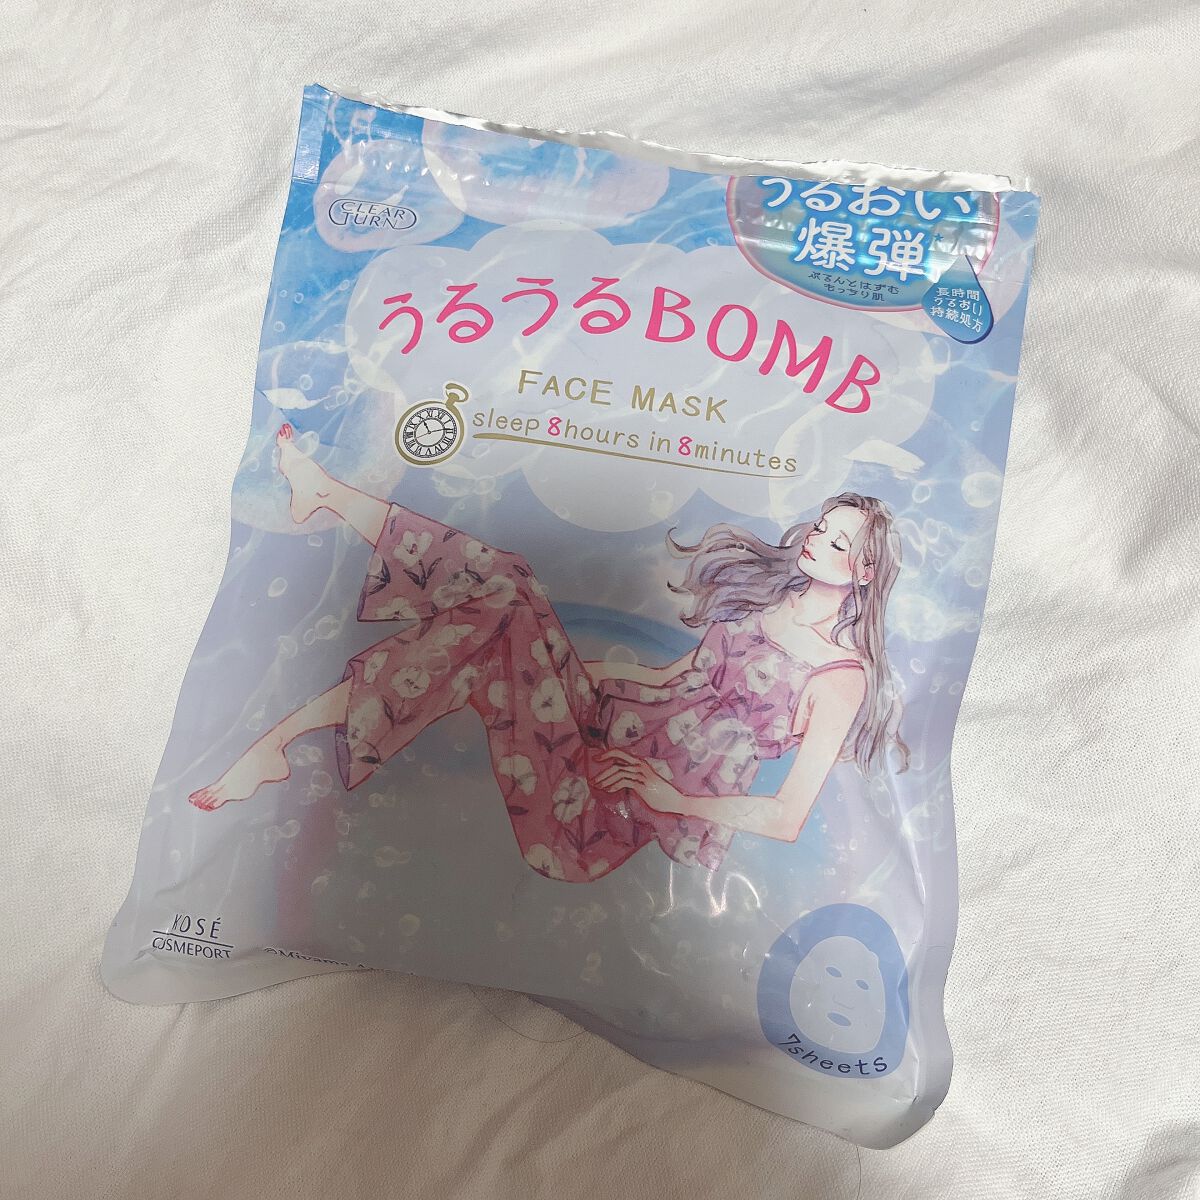 CLEAR
TURN
うるおい
爆弾*
ぷるんとはずむ
もっちり肌
長時間
うるおい
持続処方
うるうるBOMB
FACE MASK
sleep 8hours in 8minutes
KOSÉ
COSMEPORT
7sheets